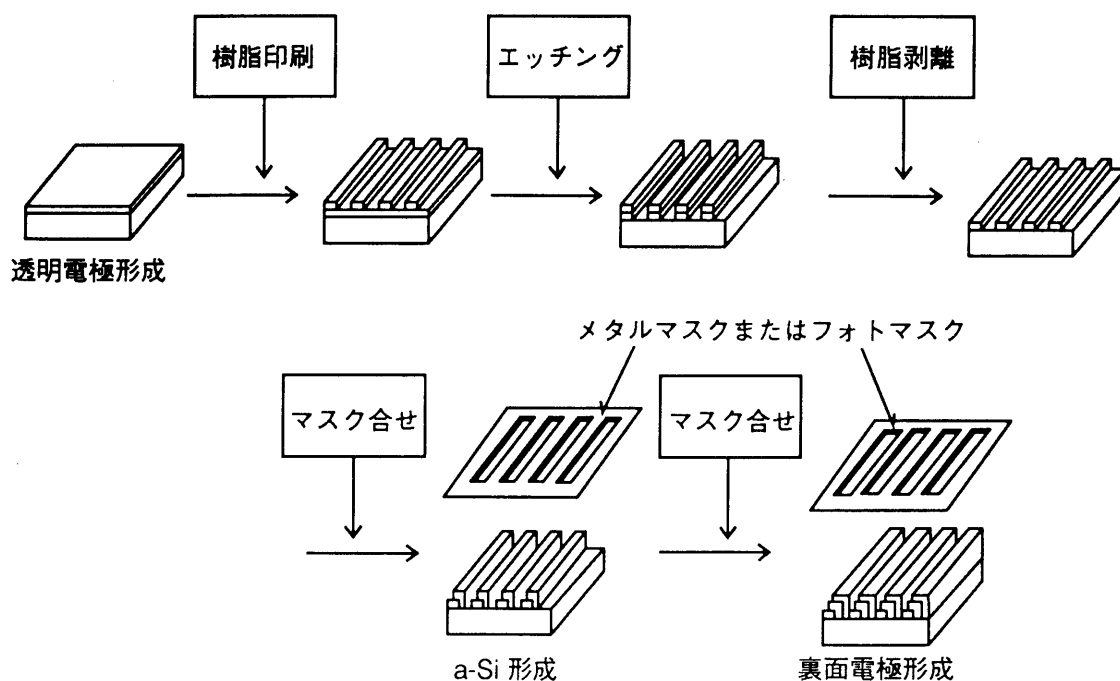 樹脂印刷
エッチング
樹脂剥離
透明電極形成
メタルマスクまたはフォトマスク
マスク合せ
マスク合せ
a-Si 形成
裏面電極形成